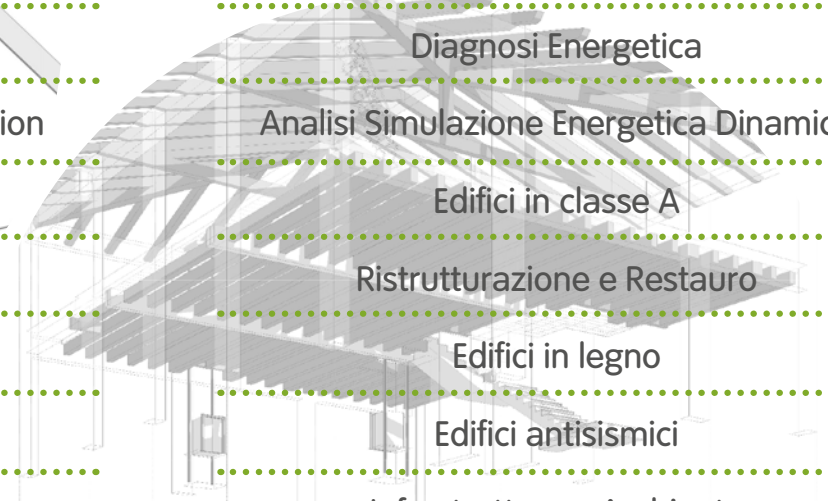 Diagnosi Energetica
ion
Analisi Simulazione Energetica Dinamic
Edifici in classe A
Ristrutturazione e Restauro
Edifici in legno
Edifici antisismici